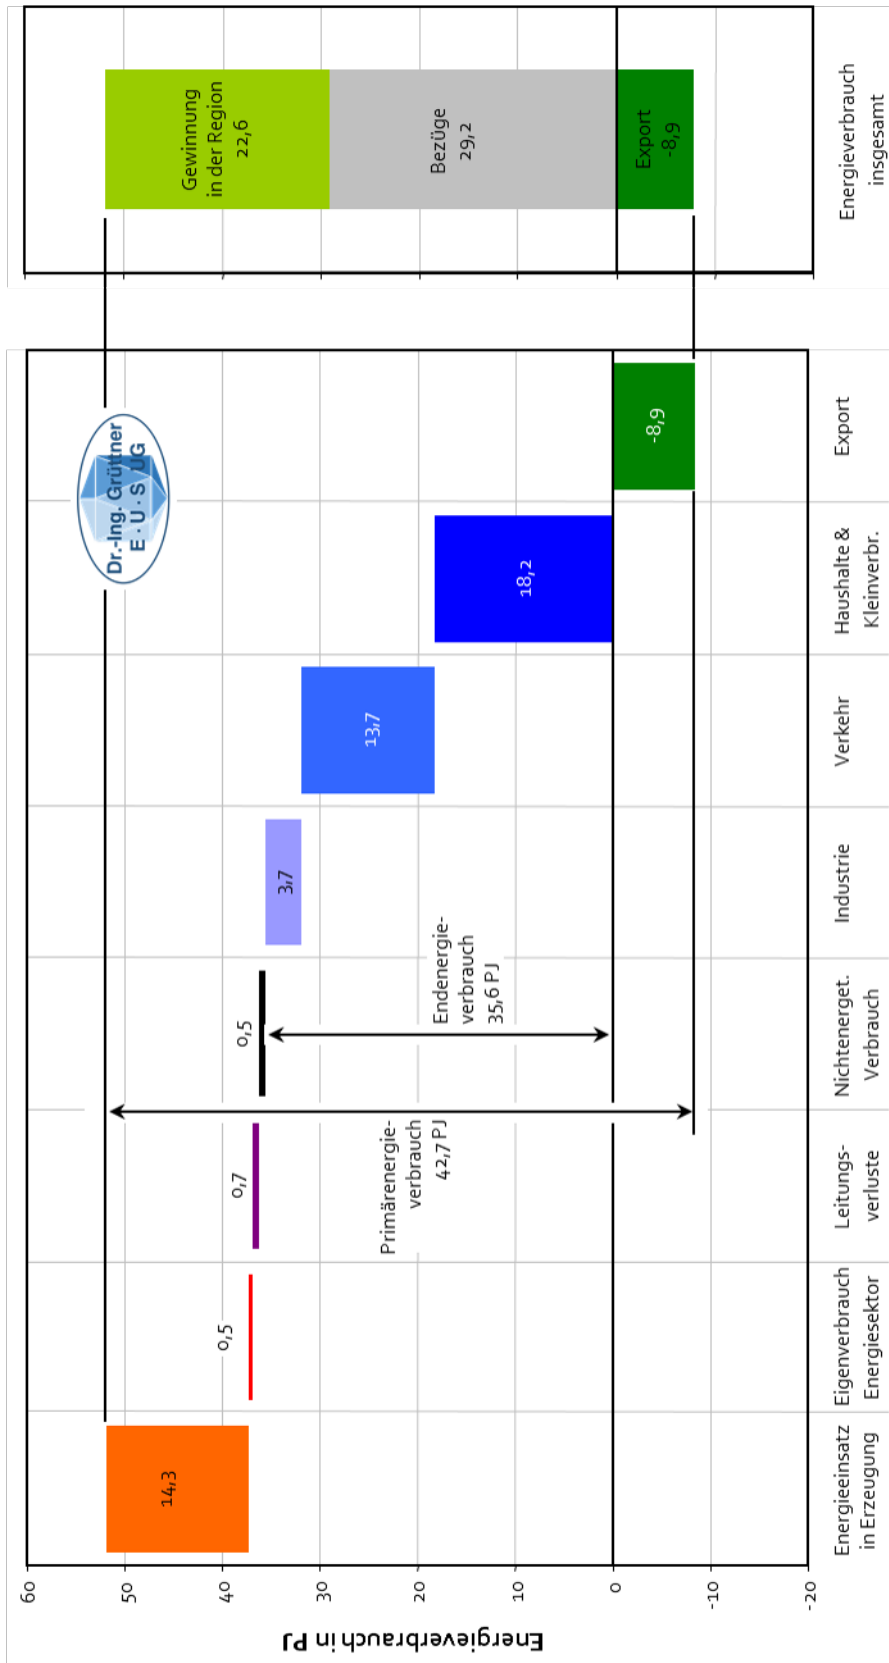 Energieverbrauch in PJ
60
50
40
30
20
10
0
-10
-20
14,3
0,5
0,7
0,5
3,7
13,7
18,2
-8,9
Primärenergie-
verbrauch
42,7 PJ
Endenergie-
verbrauch
35,6 PJ
Dr.-Ing. Grüttner
E · U · S UG
Energieeinsatz
in Erzeugung
Eigenverbrauch
Energiesektor
Leitungs-
verluste
Nichtenerget.
Verbrauch
Industrie
Verkehr
Haushalte &
Kleinverbr.
Export
Gewinnung
in der Region
22,6
Bezüge
29,2
Export
-8,9
Energieverbrauch
insgesamt